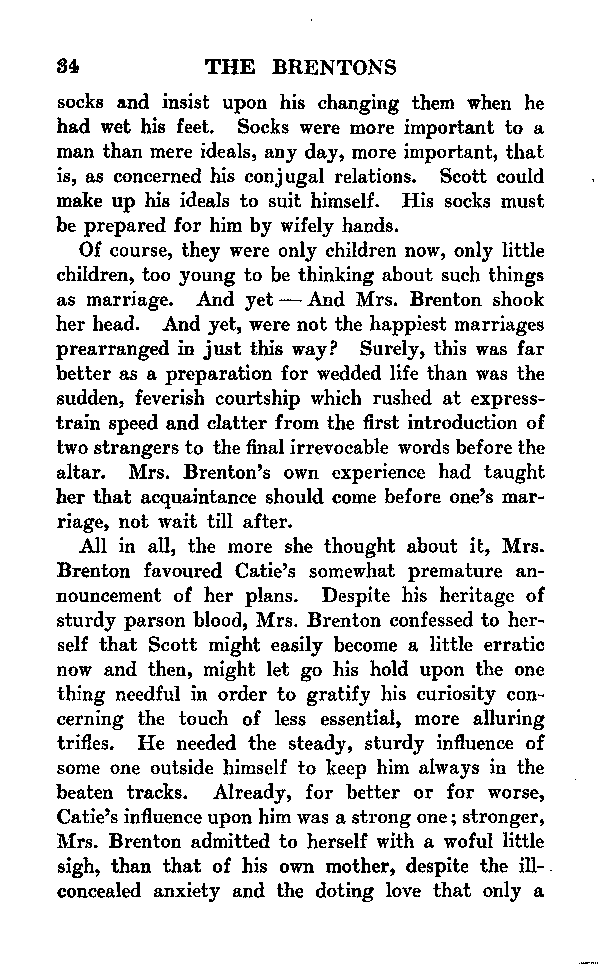 34 THE BRENTONS
socks and insist upon his changing them when he
had wet his feet. Socks were more important to a
man than mere ideals, any day, more important, that
is, as concerned his conjugal relations. Scott could
make up his ideals to suit himself. His socks must
be prepared for him by wifely hands.
Of course, they were only children now, only little
children, too young to be thinking about such things
as marriage. And yet — And Mrs. Brenton shook
her head. And yet, were not the happiest marriages
prearranged in just this way? Surely, this was far
better as a preparation for wedded life than was the
sudden, feverish courtship which rushed at express-
train speed and clatter from the first introduction of
two strangers to the final irrevocable words before the
altar. Mrs. Brenton's own experience had taught
her that acquaintance should come before one's mar-
riage, not wait till after.
All in all, the more she thought about it, Mrs.
Brenton favoured Catie's somewhat premature an-
nouncement of her plans. Despite his heritage of
sturdy parson blood, Mrs. Brenton confessed to her-
self that Scott might easily become a little erratic
now and then, might let go his hold upon the one
thing needful in order to gratify his curiosity con-
cerning the touch of less essential, more alluring
trifles. He needed the steady, sturdy influence of
some one outside himself to keep him always in the
beaten tracks. Already, for better or for worse,
Catie's influence upon him was a strong one; stronger,
Mrs. Brenton admitted to herself with a woful little
sigh, than that of his own mother, despite the ill-
concealed anxiety and the doting love that only a